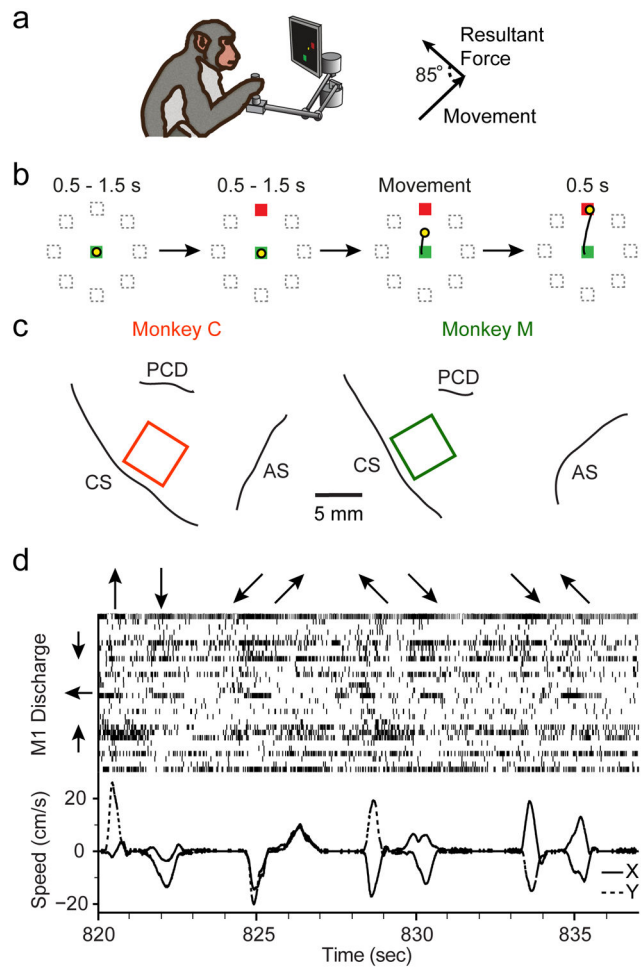 a
Resultant
Force
85°
Movement
b
0.5 - 1.5 s
0.5 - 1.5 s
Movement
0.5 s
c
Monkey C
Monkey M
PCD
PCD
CS
AS
CS
AS
5 mm
d
M1 Discharge
Speed (cm/s)
20
0
−20
X
Y
820
825
830
835
Time (sec)